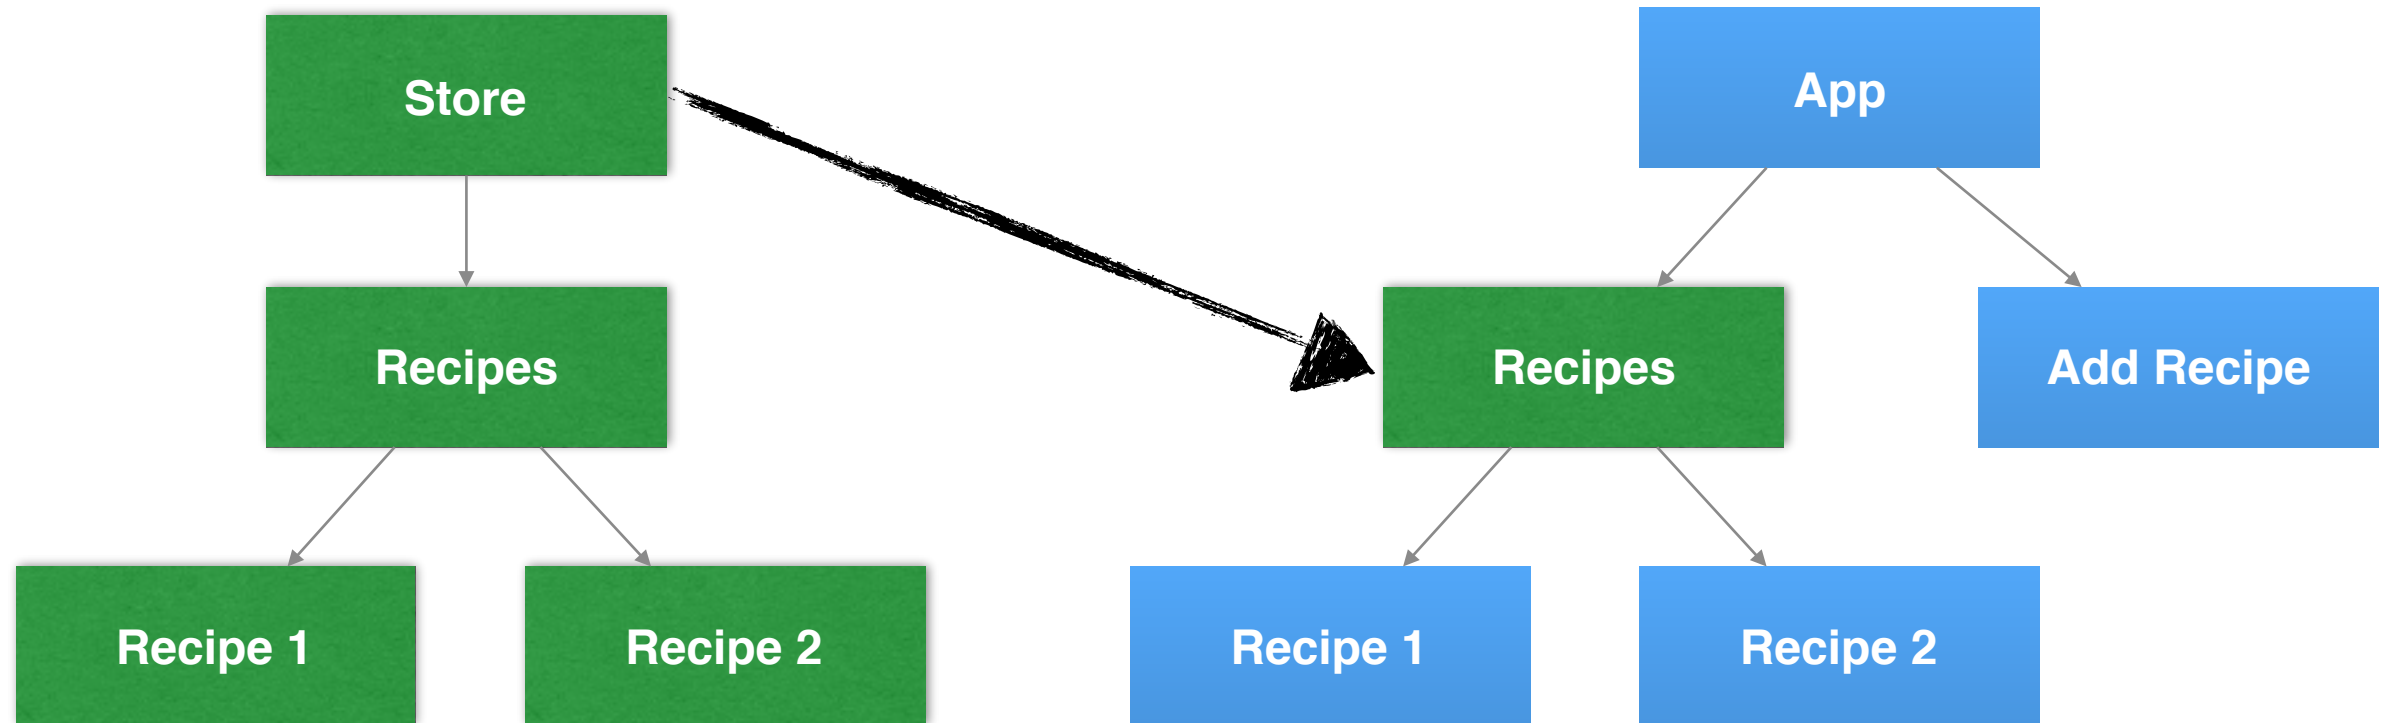 Store
App
Recipes
Recipes
Add Recipe
Recipe 1
Recipe 2
Recipe 1
Recipe 2